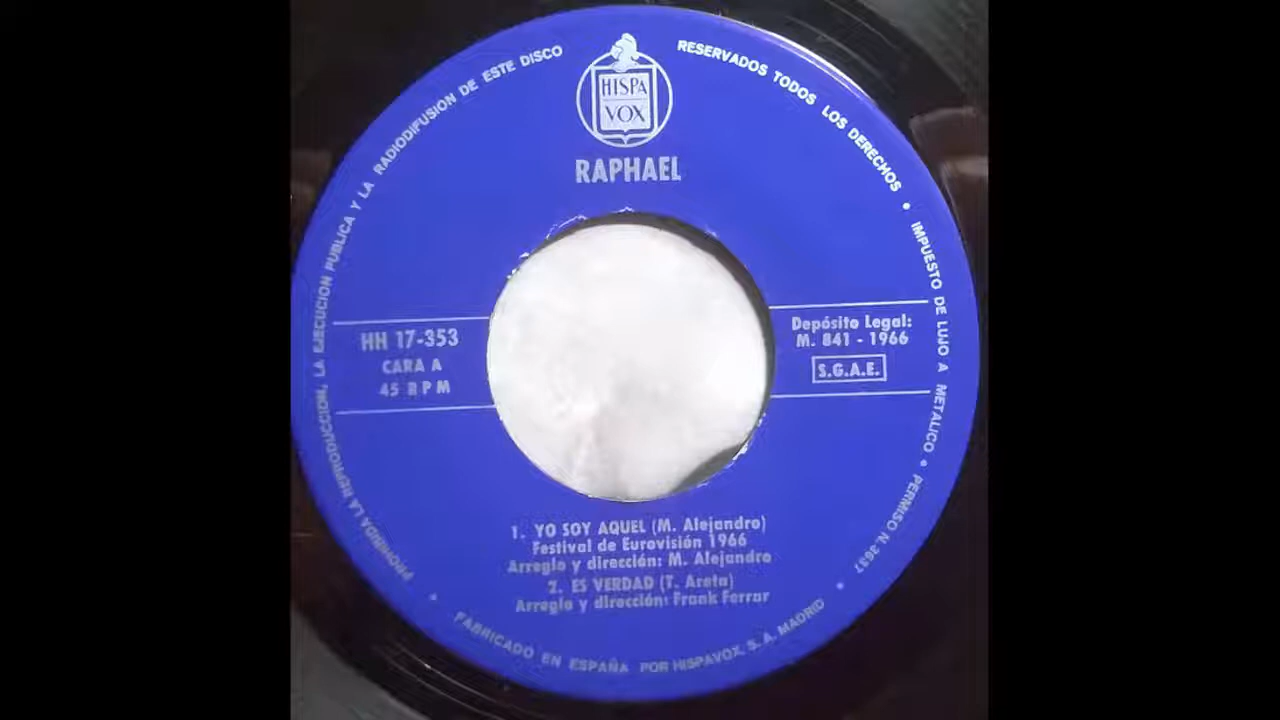 PROHIBIDA LA REPRODUCCION, LA EJECUCION PUBLICA Y LA RADIODIFUSION DE ESTE DISCO
RESERVADOS TODOS LOS DERECHOS • IMPUESTO DE LUJO A METALICO • PERMISO N. 3637
HISPA
VOX
RAPHAEL
HH 17-353
CARA A
45 R P M
Depósito Legal:
M. 841 - 1966
S.G.A.E.
1. YO SOY AQUEL (M. Alejandro)
Festival de Eurovisión 1966
Arreglo y dirección: M. Alejandro
2. ES VERDAD (T. Areta)
Arreglo y dirección: Frank Ferrar
FABRICADO EN ESPAÑA POR HISPAVOX, S. A. MADRID